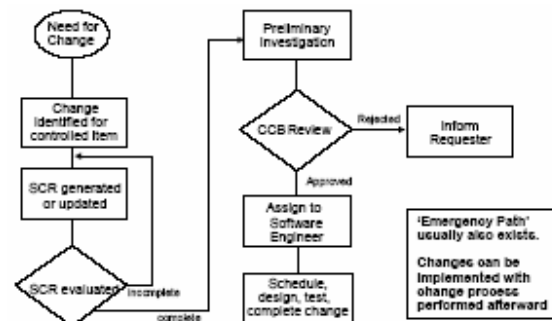 Need for
Change
Change
Identified for
controlled Item
SCR generated
or updated
SCR evaluated
Incomplete
complete
Preliminary
Investigation
CCB Review
Rejected
Inform
Requester
Approved
Assign to
Software
Engineer
Schedule,
design, test,
complete change
'Emergency Path'
usually also exists.
Changes can be
Implemented with
change process
performed afterward